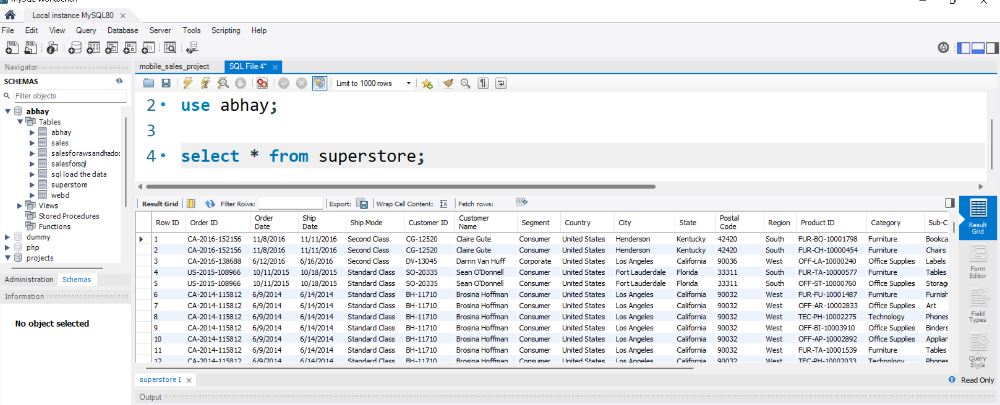 MySQL Workbench
Local instance MySQL80
File Edit View Query Database Server Tools Scripting Help
Navigator
SCHEMAS
Filter objects
abhay
Tables
abhay
sales
salesforawsandhadoo
salesforsql
sql load the data
superstore
webd
Views
Stored Procedures
Functions
dummy
php
projects
Administration Schemas
Information
No object selected
mobile_sales_project SQL File 4*
Limit to 1000 rows
2 use abhay;
3
4 select * from superstore;
Result Grid Filter Rows: Export: Wrap Cell Content: Fetch rows:
Row ID Order ID Order Date Ship Date Ship Mode Customer ID Customer Name Segment Country City State Postal Code Region Product ID Category Sub-C
1 CA-2016-152156 11/8/2016 11/11/2016 Second Class CG-12520 Claire Gute Consumer United States Henderson Kentucky 42420 South FUR-BO-10001798 Furniture Bookca
2 CA-2016-152156 11/8/2016 11/11/2016 Second Class CG-12520 Claire Gute Consumer United States Henderson Kentucky 42420 South FUR-CH-10000454 Furniture Chairs
3 CA-2016-138688 6/12/2016 6/16/2016 Second Class DV-13045 Darrin Van Huff Corporate United States Los Angeles California 90036 West OFF-LA-10000240 Office Supplies Labels
4 US-2015-108966 10/11/2015 10/18/2015 Standard Class SO-20335 Sean O'Donnell Consumer United States Fort Lauderdale Florida 33311 South FUR-TA-10000577 Furniture Tables
5 US-2015-108966 10/11/2015 10/18/2015 Standard Class SO-20335 Sean O'Donnell Consumer United States Fort Lauderdale Florida 33311 South OFF-ST-10000760 Office Supplies Storag
6 CA-2014-115812 6/9/2014 6/14/2014 Standard Class BH-11710 Brosina Hoffman Consumer United States Los Angeles California 90032 West FUR-FU-10001487 Furniture Furnish
7 CA-2014-115812 6/9/2014 6/14/2014 Standard Class BH-11710 Brosina Hoffman Consumer United States Los Angeles California 90032 West OFF-AR-10002833 Office Supplies Art
8 CA-2014-115812 6/9/2014 6/14/2014 Standard Class BH-11710 Brosina Hoffman Consumer United States Los Angeles California 90032 West TEC-PH-10002275 Technology Phones
9 CA-2014-115812 6/9/2014 6/14/2014 Standard Class BH-11710 Brosina Hoffman Consumer United States Los Angeles California 90032 West OFF-BI-10003910 Office Supplies Binders
10 CA-2014-115812 6/9/2014 6/14/2014 Standard Class BH-11710 Brosina Hoffman Consumer United States Los Angeles California 90032 West OFF-AP-10002892 Office Supplies Applian
11 CA-2014-115812 6/9/2014 6/14/2014 Standard Class BH-11710 Brosina Hoffman Consumer United States Los Angeles California 90032 West FUR-TA-10001539 Furniture Tables
12 CA-2014-115812 6/9/2014 6/14/2014 Standard Class BH-11710 Brosina Hoffman Consumer United States Los Angeles California 90032 West TEC-PH-10002033 Technology Phones
Result Grid
Form Editor
Field Types
Query Stats
superstore 1
Read Only
Output